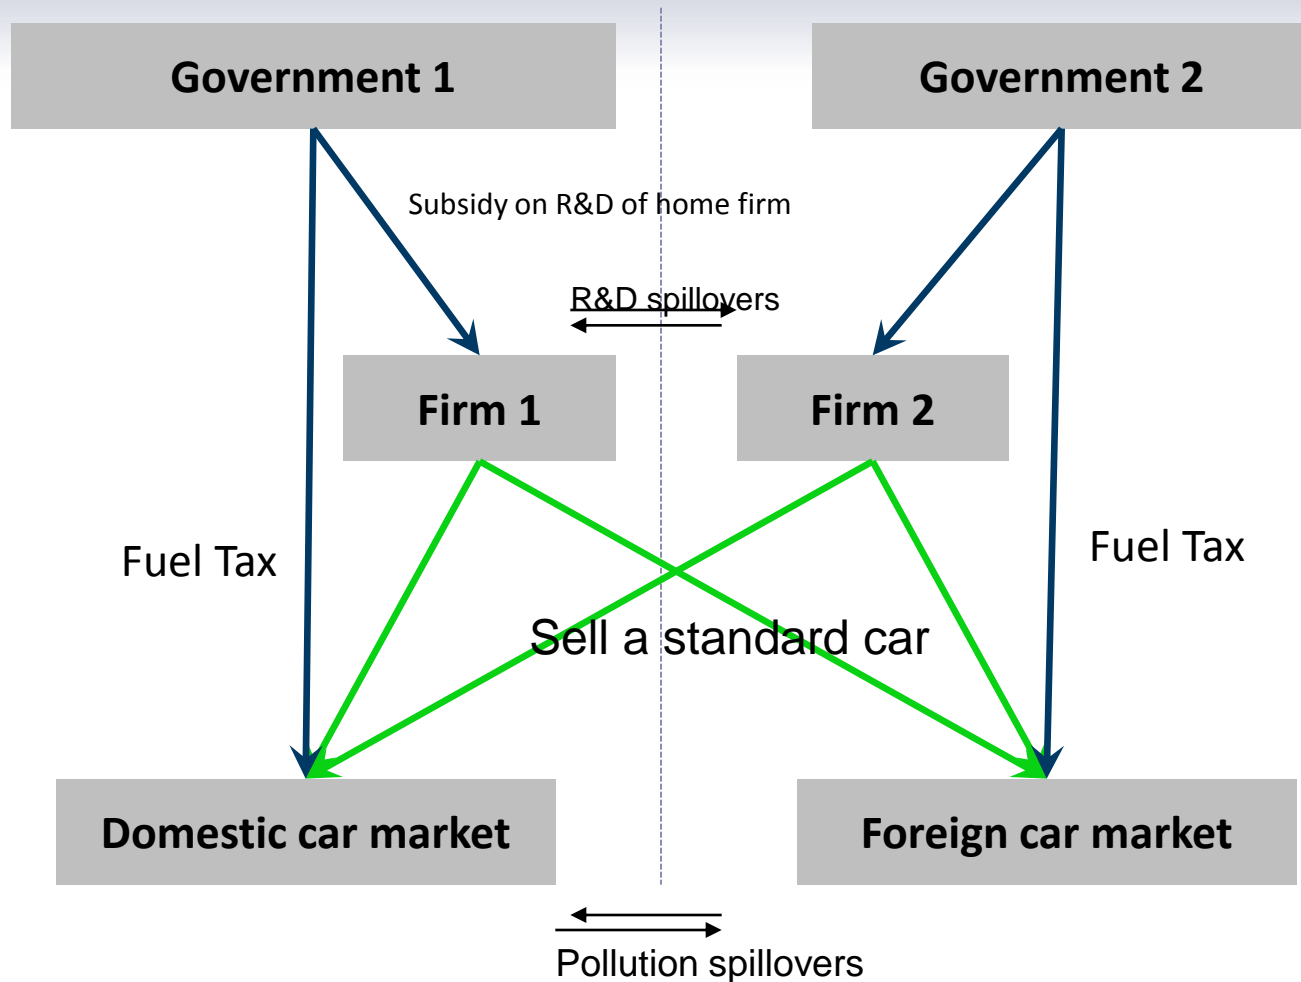 Government 1
Government 2
Subsidy on R&D of home firm
R&D spillovers
Firm 1
Firm 2
Fuel Tax
Fuel Tax
Sell a standard car
Domestic car market
Foreign car market
Pollution spillovers